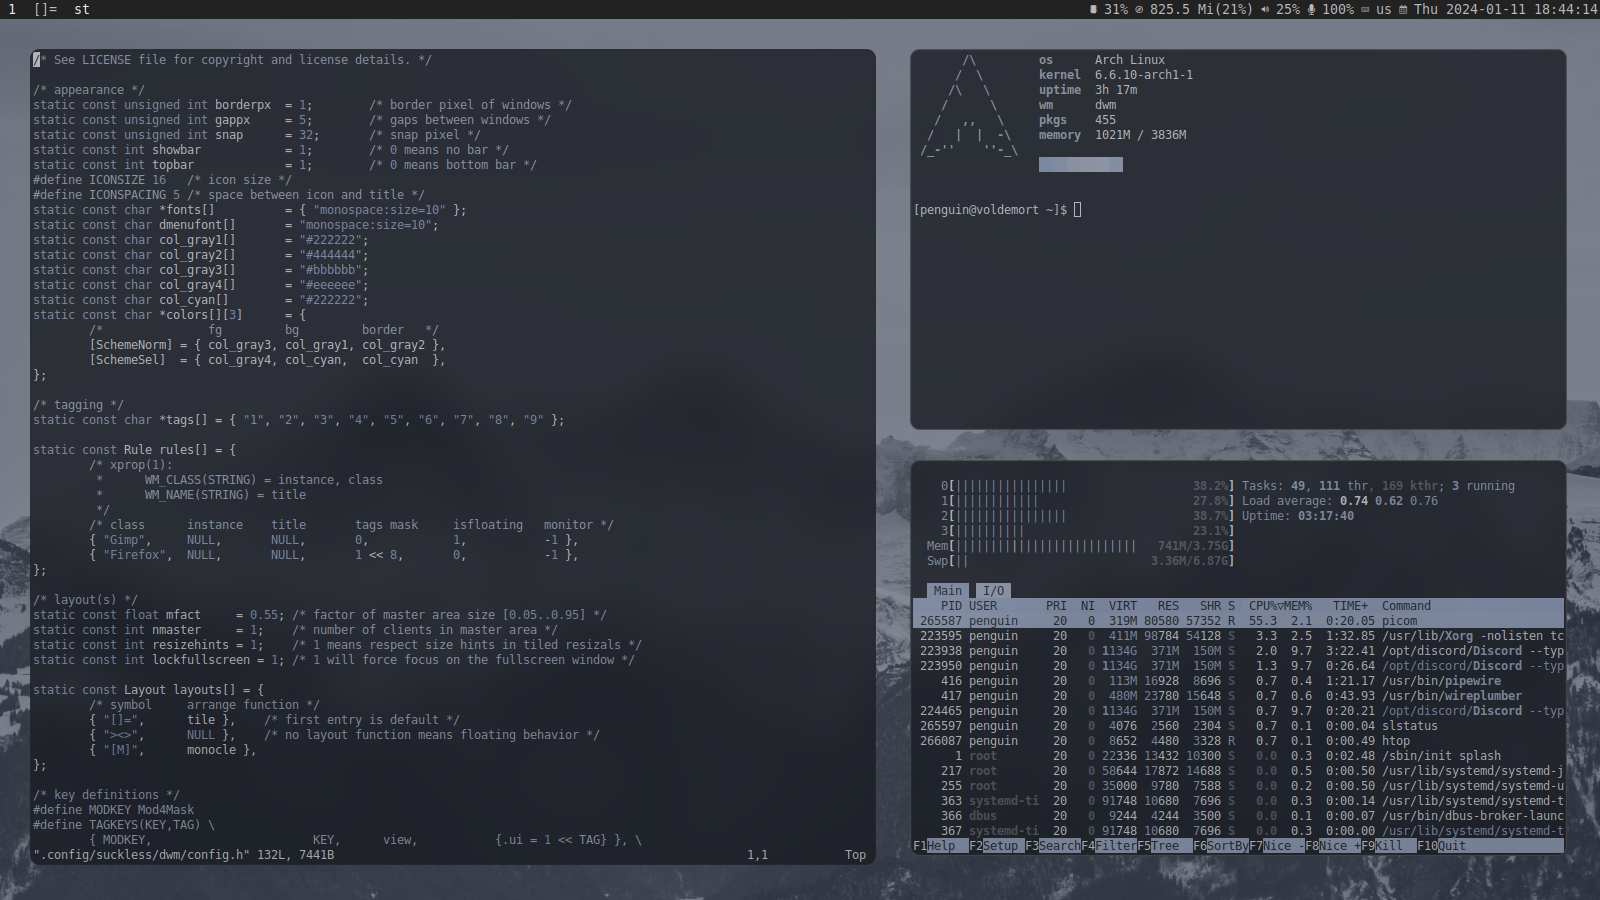 1 []= st 31% 825.5 Mi(21%) 25% 100% us Thu 2024-01-11 18:44:14
/* See LICENSE file for copyright and license details. */
/* appearance */
static const unsigned int borderpx  = 1;        /* border pixel of windows */
static const unsigned int gappx     = 5;        /* gaps between windows */
static const unsigned int snap      = 32;       /* snap pixel */
static const int showbar            = 1;        /* 0 means no bar */
static const int topbar             = 1;        /* 0 means bottom bar */
#define ICONSIZE 16   /* icon size */
#define ICONSPACING 5 /* space between icon and title */
static const char *fonts[]          = { "monospace:size=10" };
static const char dmenufont[]       = "monospace:size=10";
static const char col_gray1[]       = "#222222";
static const char col_gray2[]       = "#444444";
static const char col_gray3[]       = "#bbbbbb";
static const char col_gray4[]       = "#eeeeee";
static const char col_cyan[]        = "#222222";
static const char *colors[][3]      = {
        /*               fg         bg         border   */
        [SchemeNorm] = { col_gray3, col_gray1, col_gray2 },
        [SchemeSel]  = { col_gray4, col_cyan,  col_cyan  },
};
/* tagging */
static const char *tags[] = { "1", "2", "3", "4", "5", "6", "7", "8", "9" };
static const Rule rules[] = {
        /* xprop(1):
         *      WM_CLASS(STRING) = instance, class
         *      WM_NAME(STRING) = title
         */
        /* class      instance    title       tags mask     isfloating   monitor */
        { "Gimp",     NULL,       NULL,       0,            1,           -1 },
        { "Firefox",  NULL,       NULL,       1 << 8,       0,           -1 },
};
/* layout(s) */
static const float mfact     = 0.55; /* factor of master area size [0.05..0.95] */
static const int nmaster     = 1;    /* number of clients in master area */
static const int resizehints = 1;    /* 1 means respect size hints in tiled resizals */
static const int lockfullscreen = 1; /* 1 will force focus on the fullscreen window */
static const Layout layouts[] = {
        /* symbol     arrange function */
        { "[]=",      tile },    /* first entry is default */
        { "><>",      NULL },    /* no layout function means floating behavior */
        { "[M]",      monocle },
};
/* key definitions */
#define MODKEY Mod4Mask
#define TAGKEYS(KEY,TAG) \
        { MODKEY,                       KEY,      view,           {.ui = 1 << TAG} }, \
".config/suckless/dwm/config.h" 132L, 7441B                    1,1           Top
       /\         os      Arch Linux
      /  \        kernel  6.6.10-arch1-1
     /\   \       uptime  3h 17m
    /      \      wm      dwm
   /   ,,   \     pkgs    455
  /   |  |  -\    memory  1021M / 3836M
 /_-''    ''-_\
[penguin@voldemort ~]$
0[||||||||||||||||                  38.2%] Tasks: 49, 111 thr, 169 kthr; 3 running
1[||||||||||||                      27.8%] Load average: 0.74 0.62 0.76
2[||||||||||||||||                  38.7%] Uptime: 03:17:40
3[||||||||||                        23.1%]
Mem[||||||||||||||||||||||||||   741M/3.75G]
Swp[||                          3.36M/6.87G]
Main I/O
PID USER       PRI  NI  VIRT   RES   SHR S  CPU%▽MEM%   TIME+  Command
265587 penguin     20   0  319M 80580 57352 R  55.3  2.1  0:20.05 picom
223595 penguin     20   0  411M 98784 54128 S   3.3  2.5  1:32.85 /usr/lib/Xorg -nolisten tc
223938 penguin     20   0 1134G  371M  150M S   2.0  9.7  3:22.41 /opt/discord/Discord --typ
223950 penguin     20   0 1134G  371M  150M S   1.3  9.7  0:26.64 /opt/discord/Discord --typ
416 penguin     20   0  113M 16928  8696 S   0.7  0.4  1:21.17 /usr/bin/pipewire
417 penguin     20   0  480M 23780 15648 S   0.7  0.6  0:43.93 /usr/bin/wireplumber
224465 penguin     20   0 1134G  371M  150M S   0.7  9.7  0:20.21 /opt/discord/Discord --typ
265597 penguin     20   0  4076  2560  2304 S   0.7  0.1  0:00.04 slstatus
266087 penguin     20   0  8652  4480  3328 R   0.7  0.1  0:00.49 htop
1 root        20   0 22336 13432 10300 S   0.0  0.3  0:02.48 /sbin/init splash
217 root        20   0 58644 17872 14688 S   0.0  0.5  0:00.50 /usr/lib/systemd/systemd-j
255 root        20   0 35000  9780  7588 S   0.0  0.2  0:00.50 /usr/lib/systemd/systemd-u
363 systemd-ti  20   0 91748 10680  7696 S   0.0  0.3  0:00.14 /usr/lib/systemd/systemd-t
366 dbus        20   0  9244  4244  3500 S   0.0  0.1  0:00.07 /usr/bin/dbus-broker-launc
367 systemd-ti  20   0 91748 10680  7696 S   0.0  0.3  0:00.00 /usr/lib/systemd/systemd-t
F1Help  F2Setup F3SearchF4FilterF5Tree  F6SortByF7Nice -F8Nice +F9Kill  F10Quit